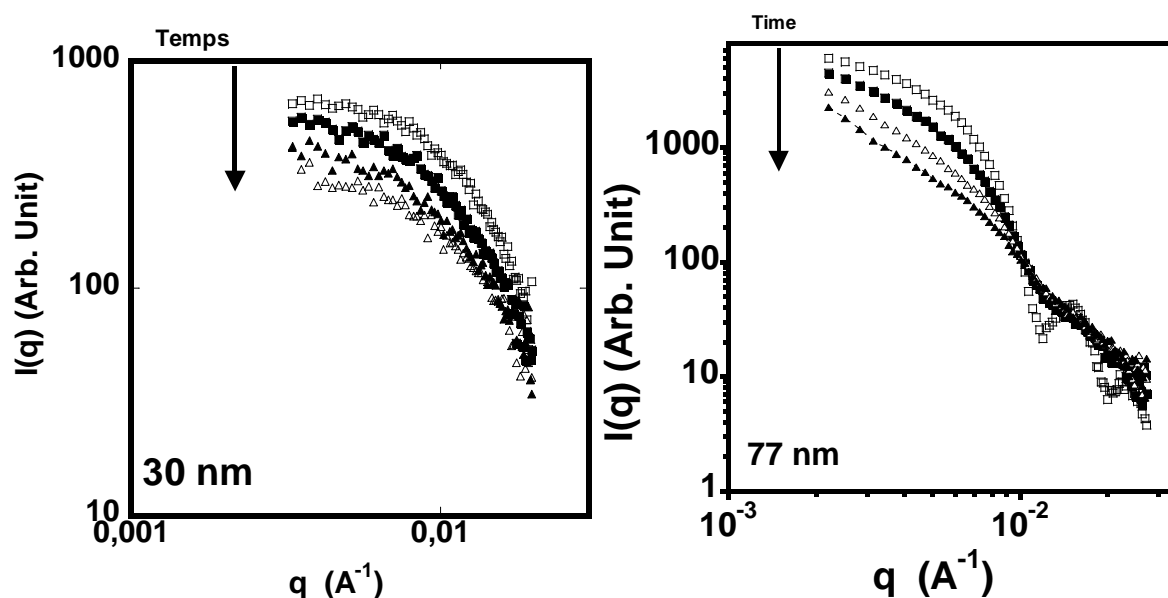 Temps
1000
100
10
I(q) (Arb. Unit)
30 nm
0,001
0,01
q (A⁻¹)
Time
1000
100
10
1
I(q) (Arb. Unit)
77 nm
10⁻³
10⁻²
q (A⁻¹)